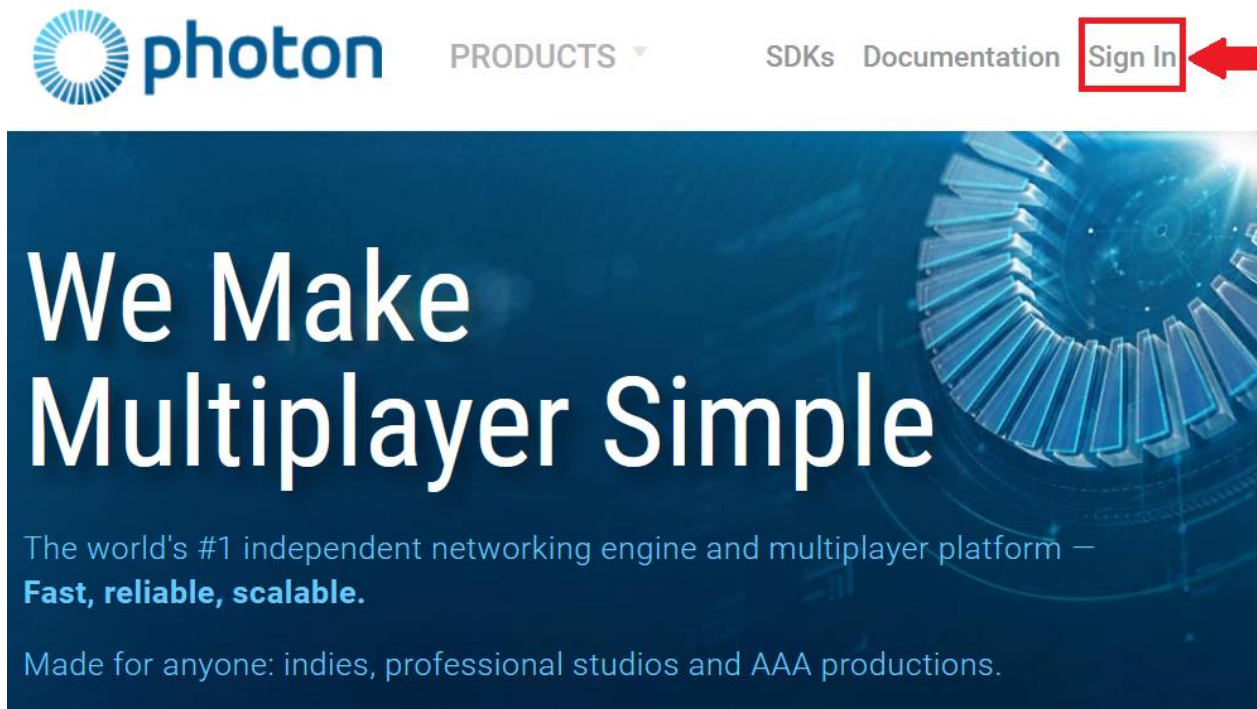 photon
PRODUCTS
SDKs Documentation Sign In
We Make
Multiplayer Simple
The world's #1 independent networking engine and multiplayer platform —
Fast, reliable, scalable.
Made for anyone: indies, professional studios and AAA productions.